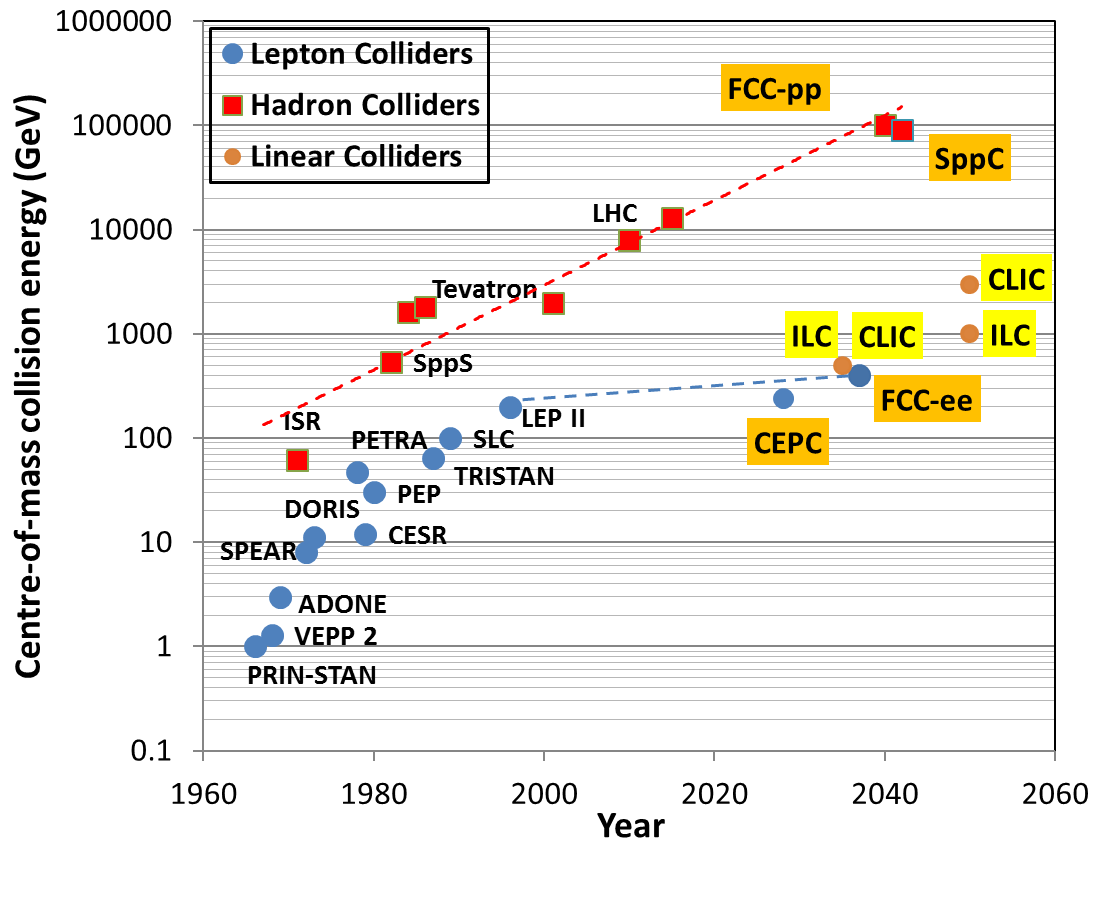 Centre-of-mass collision energy (GeV)
1000000
100000
10000
1000
100
10
1
0.1
Lepton Colliders
Hadron Colliders
Linear Colliders
FCC-pp
SppC
LHC
CLIC
Tevatron
ILC
CLIC
ILC
SppS
FCC-ee
ISR
LEP II
PETRA
SLC
CEPC
TRISTAN
PEP
DORIS
CESR
SPEAR
ADONE
VEPP 2
PRIN-STAN
1960
1980
2000
2020
2040
2060
Year